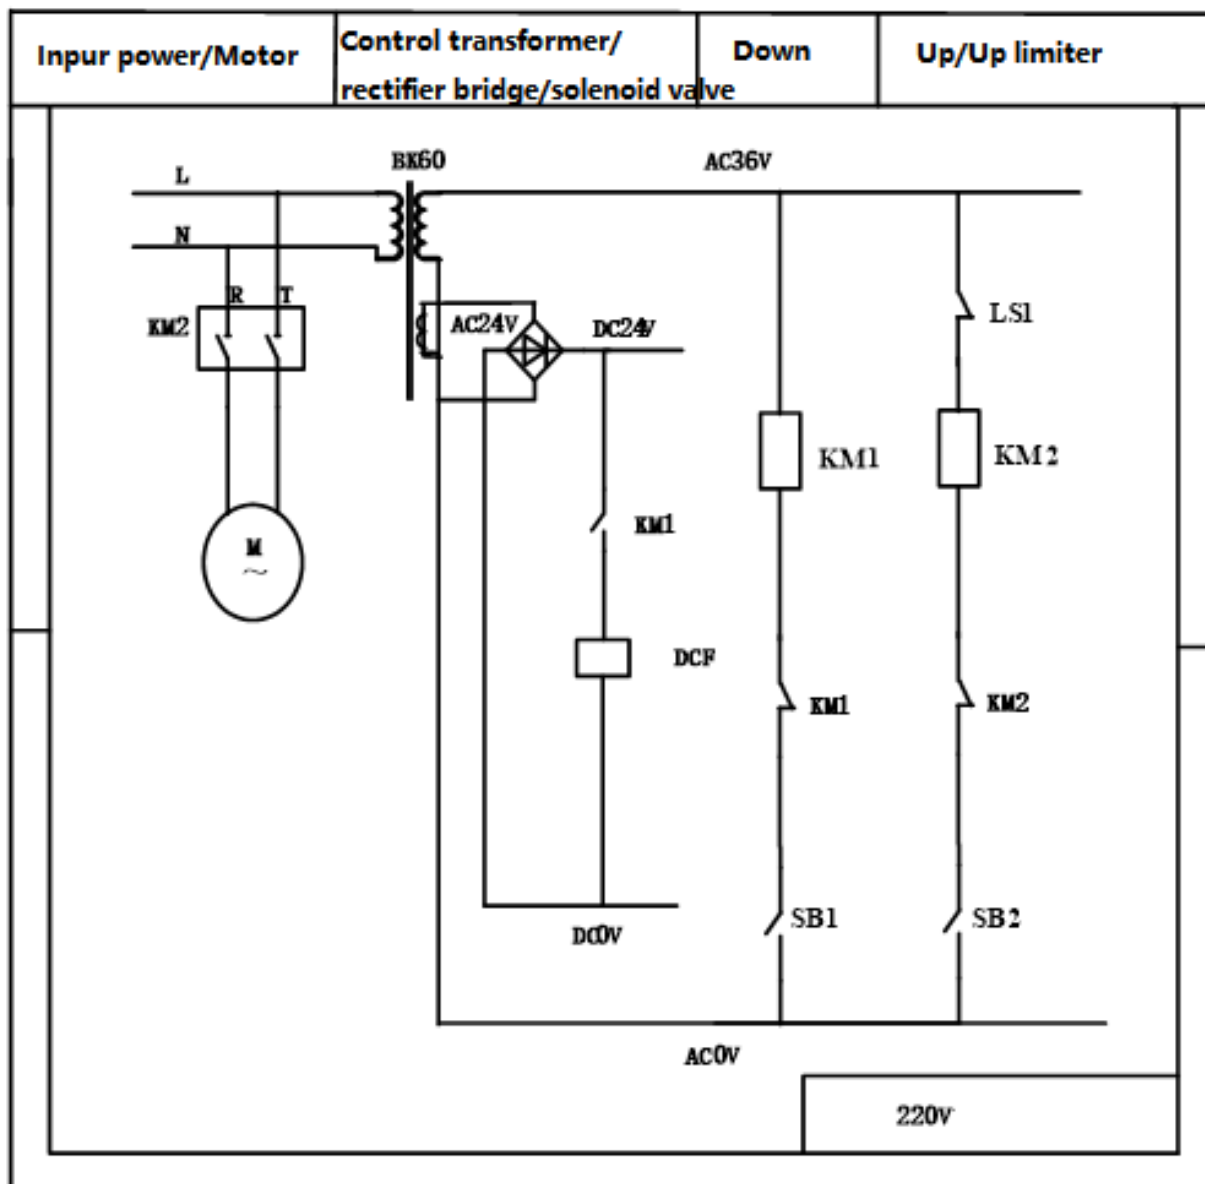 Inpur power/Motor
Control transformer/
rectifier bridge/solenoid valve
Down
Up/Up limiter
BK60
AC36V
L
N
R T
KM2
AC24V
DC24V
LS1
KM1
KM2
KM1
M
~
DCF
KM1
KM2
SB1
SB2
DC0V
AC0V
220V